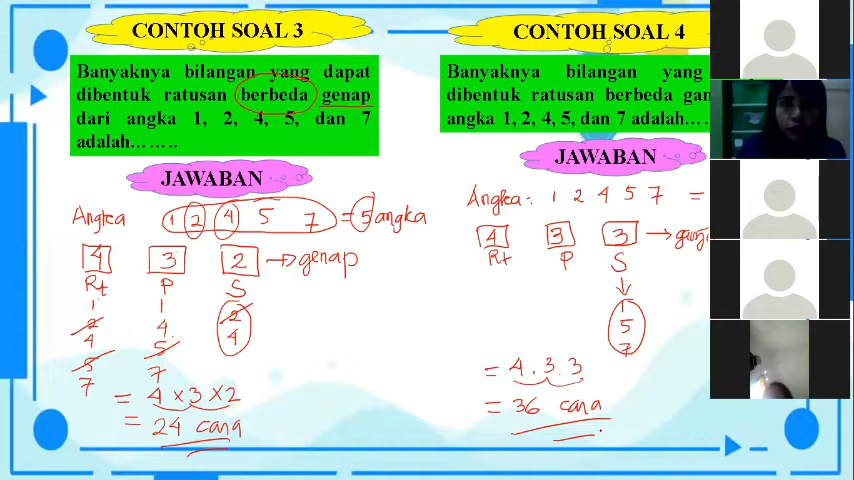 CONTOH SOAL 3
Banyaknya bilangan yang dapat
dibentuk ratusan berbeda genap
dari angka 1, 2, 4, 5, dan 7
adalah…….
JAWABAN
Angka 1 2 4 5 7 = 5 angka
4 3 2 → genap
Rt P S
1 1 2
2 4 4
4 5
5 7
7
= 4 × 3 × 2
= 24 cara
CONTOH SOAL 4
Banyaknya bilangan yang
dibentuk ratusan berbeda gan
angka 1, 2, 4, 5, dan 7 adalah…
JAWABAN
Angka : 1 2 4 5 7 =
4 3 3 →
Rt P S
↓
1
5
7
= 4 . 3 . 3
= 36 cara